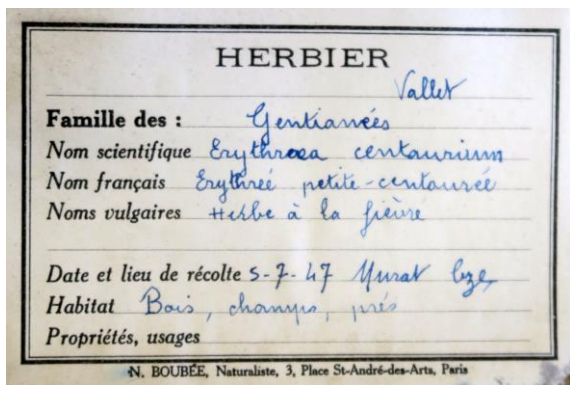 HERBIER
Vallet
Famille des : Gentianées
Nom scientifique Erythraea centaurium
Nom français Erythreé petite-centaureé
Noms vulgaires Herbe à la fièvre
Date et lieu de récolte 5-7-47 Murat
Habitat Bois, champs, prés
Propriétés, usages
N. BOUBÉE, Naturaliste, 3, Place St-André-des-Arts, Paris